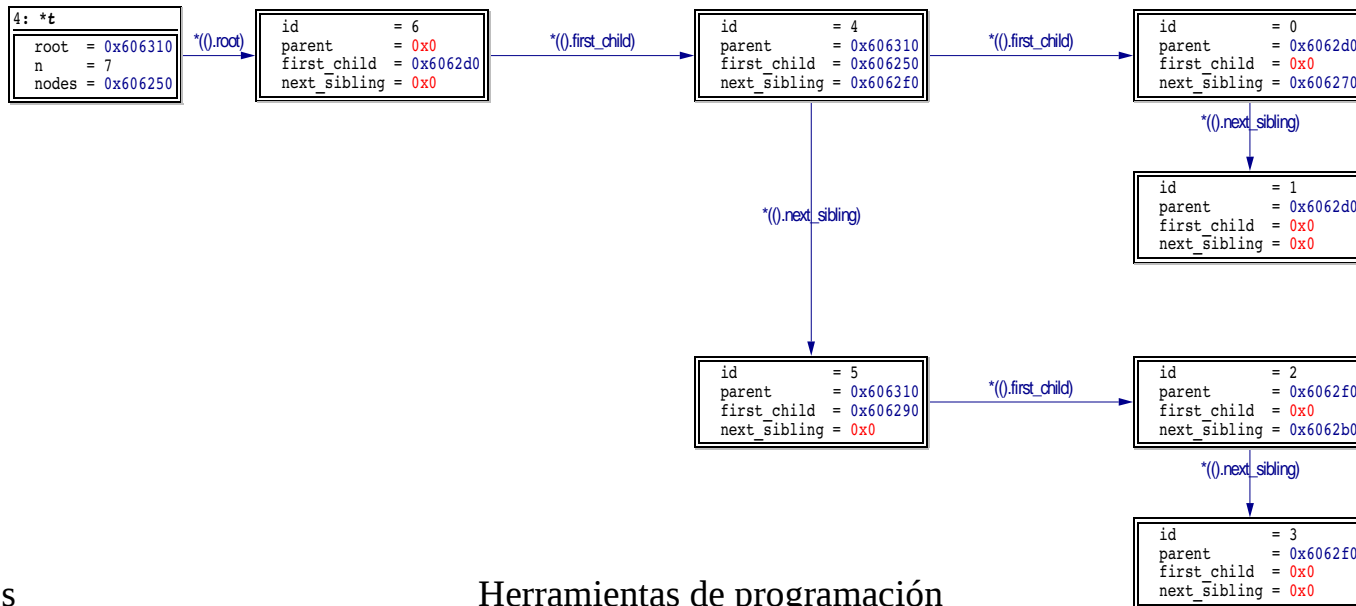 4: *t
root = 0x606310
n = 7
nodes = 0x606250
*(().root)
id = 6
parent = 0x0
first_child = 0x6062d0
next_sibling = 0x0
*(().first_child)
id = 4
parent = 0x606310
first_child = 0x606250
next_sibling = 0x6062f0
*(().first_child)
id = 0
parent = 0x6062d0
first_child = 0x0
next_sibling = 0x606270
*(().next_sibling)
id = 1
parent = 0x6062d0
first_child = 0x0
next_sibling = 0x0
*(().next_sibling)
id = 5
parent = 0x606310
first_child = 0x606290
next_sibling = 0x0
*(().first_child)
id = 2
parent = 0x6062f0
first_child = 0x0
next_sibling = 0x6062b0
*(().next_sibling)
id = 3
parent = 0x6062f0
first_child = 0x0
next_sibling = 0x0
s
Herramientas de programación